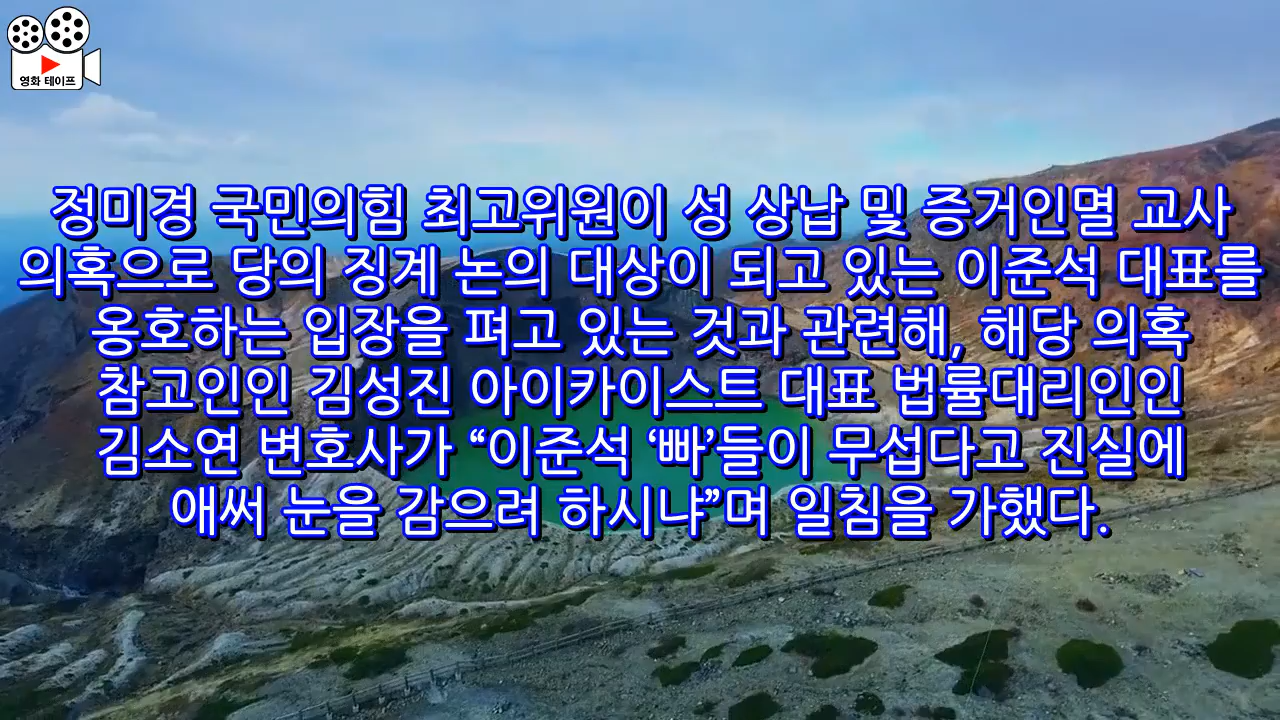 영화 테이프
정미경 국민의힘 최고위원이 성 상납 및 증거인멸 교사
의혹으로 당의 징계 논의 대상이 되고 있는 이준석 대표를
옹호하는 입장을 펴고 있는 것과 관련해, 해당 의혹
참고인인 김성진 아이카이스트 대표 법률대리인인
김소연 변호사가 “이준석 ‘빠’들이 무섭다고 진실에
애써 눈을 감으려 하시냐”며 일침을 가했다.